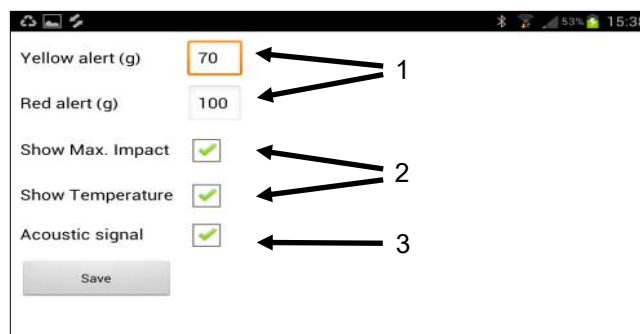 53% 15:38
Yellow alert (g) 70
Red alert (g) 100
1
Show Max. Impact
2
Show Temperature
Acoustic signal
3
Save